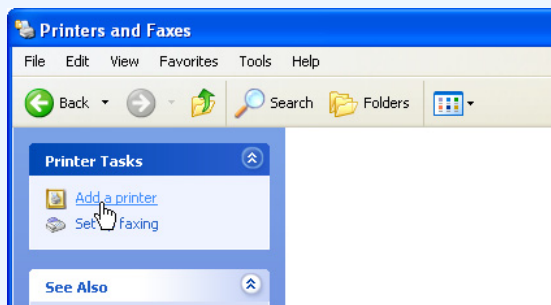 Printers and Faxes
File Edit View Favorites Tools Help
Back Search Folders
Printer Tasks
Add a printer
Set faxing
See Also